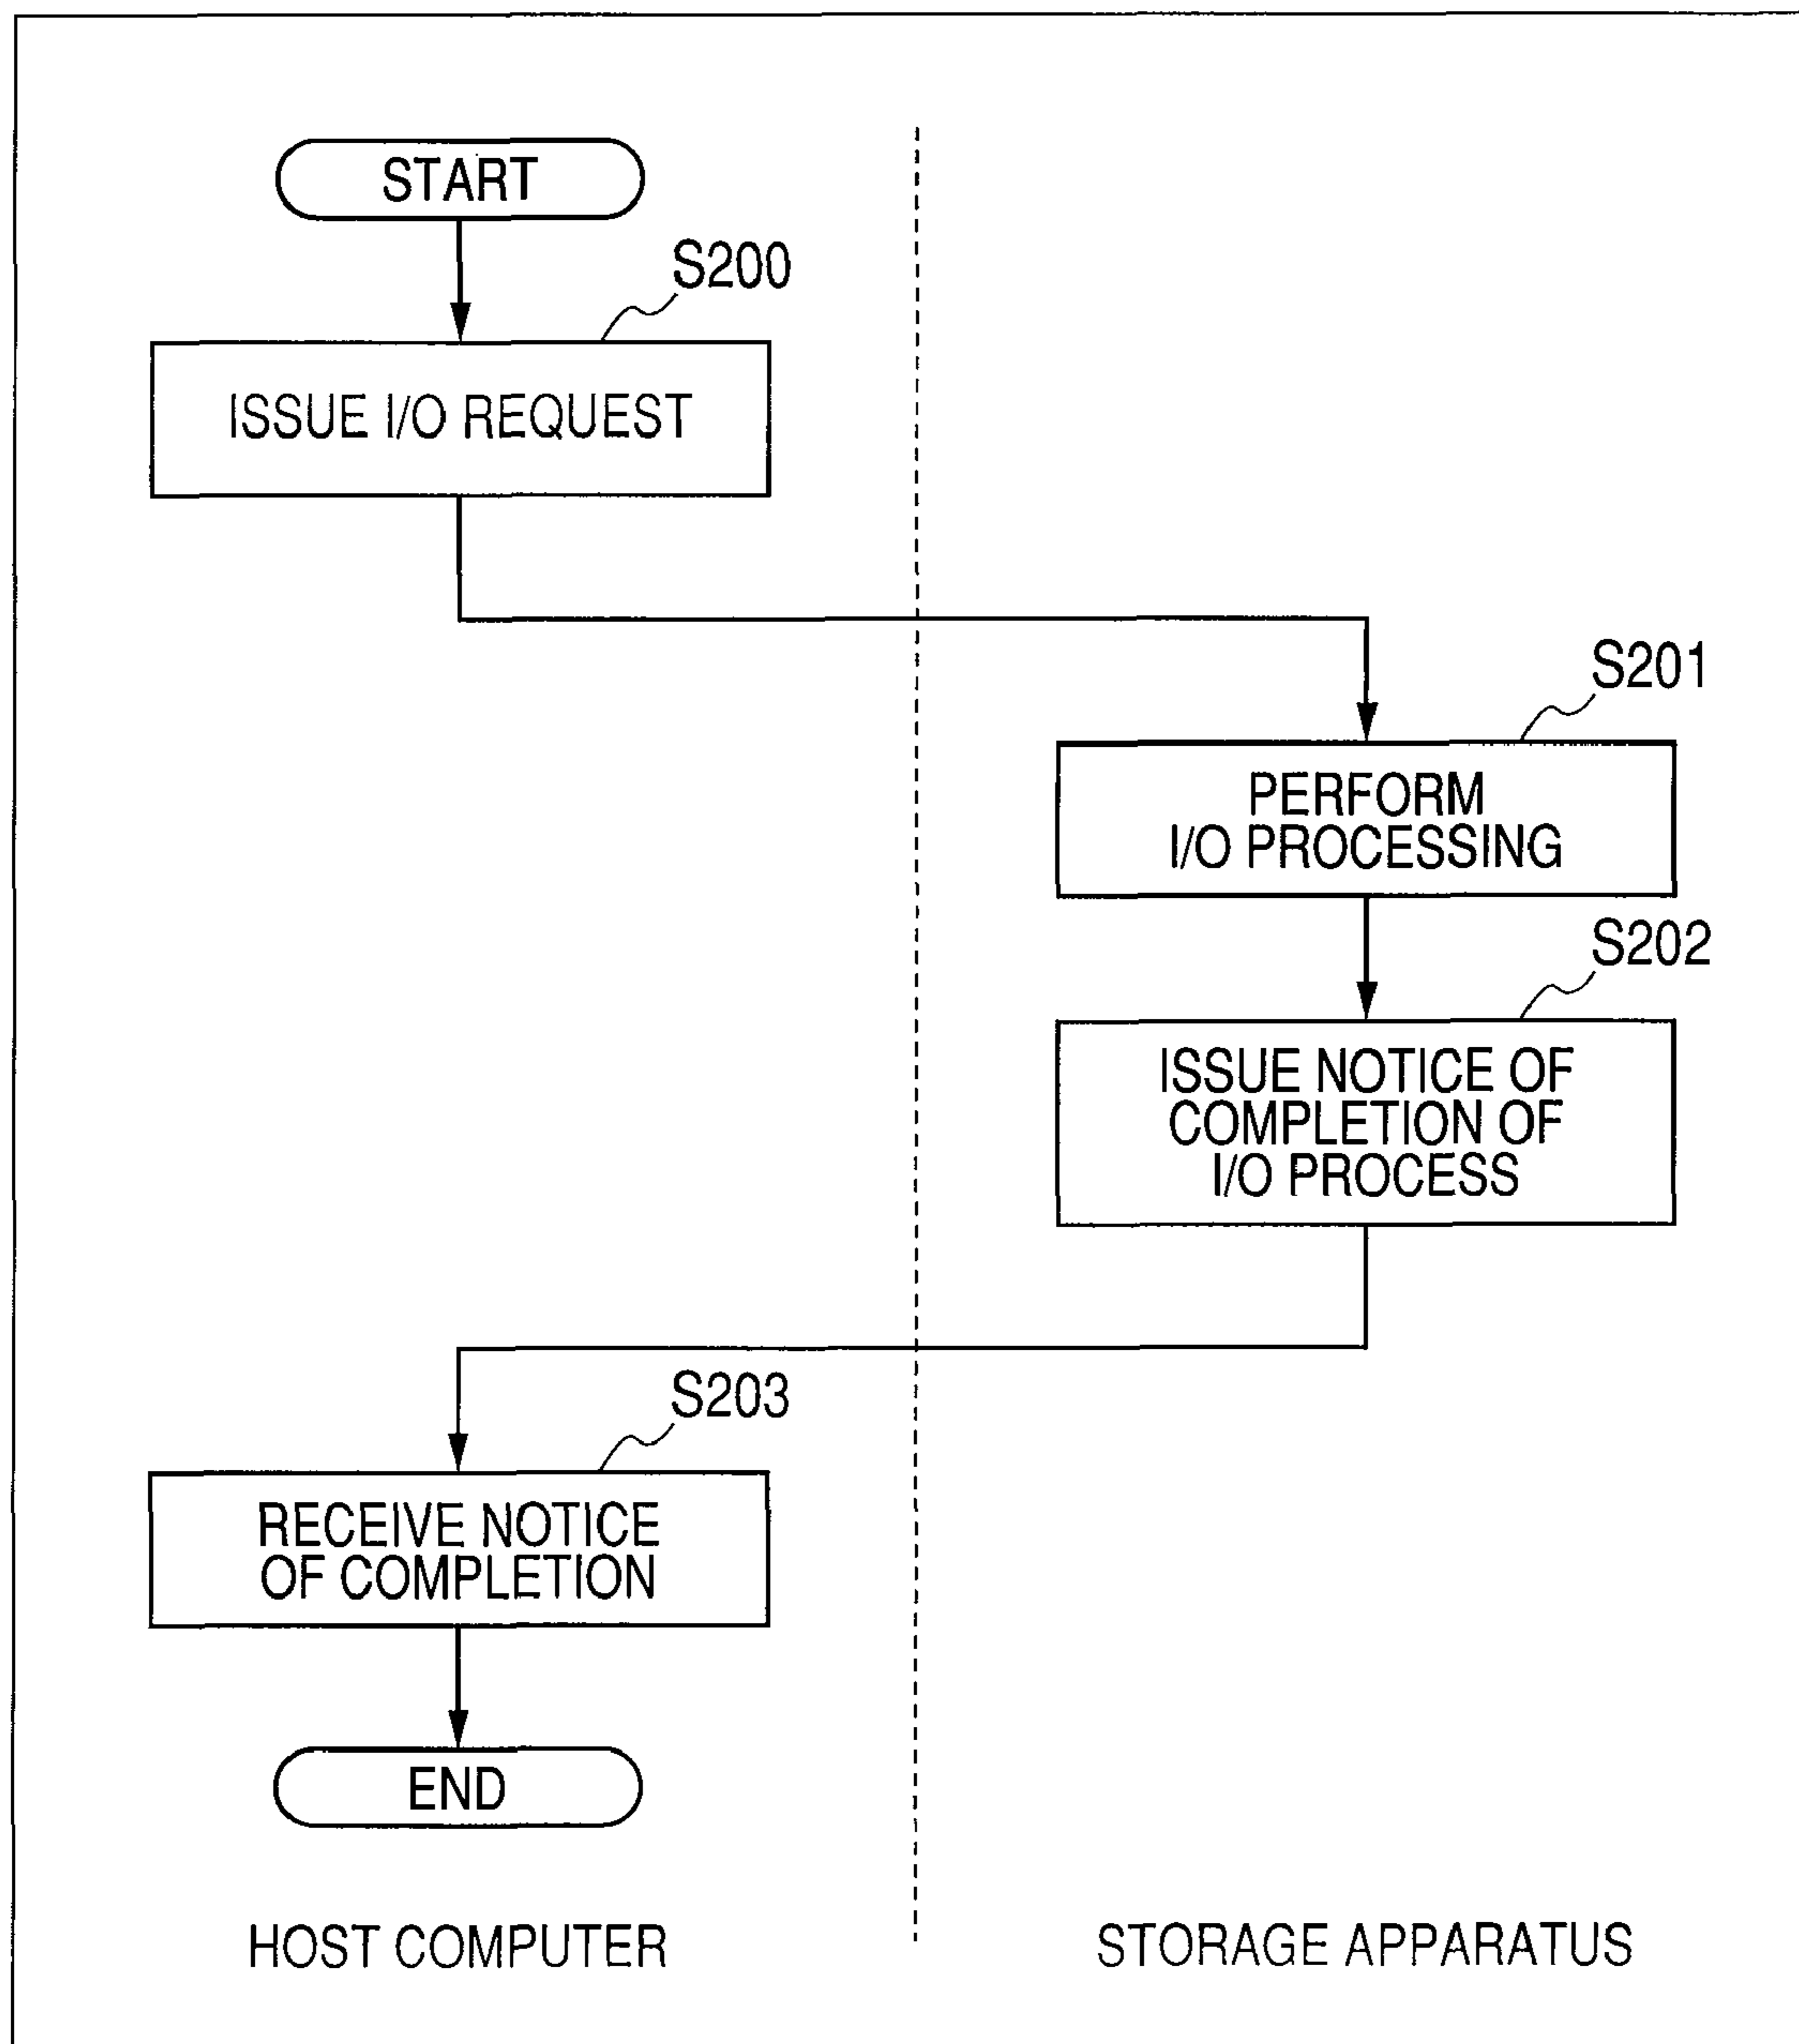 START
S200
ISSUE I/O REQUEST
S201
PERFORM
I/O PROCESSING
S202
ISSUE NOTICE OF
COMPLETION OF
I/O PROCESS
S203
RECEIVE NOTICE
OF COMPLETION
END
HOST COMPUTER
STORAGE APPARATUS